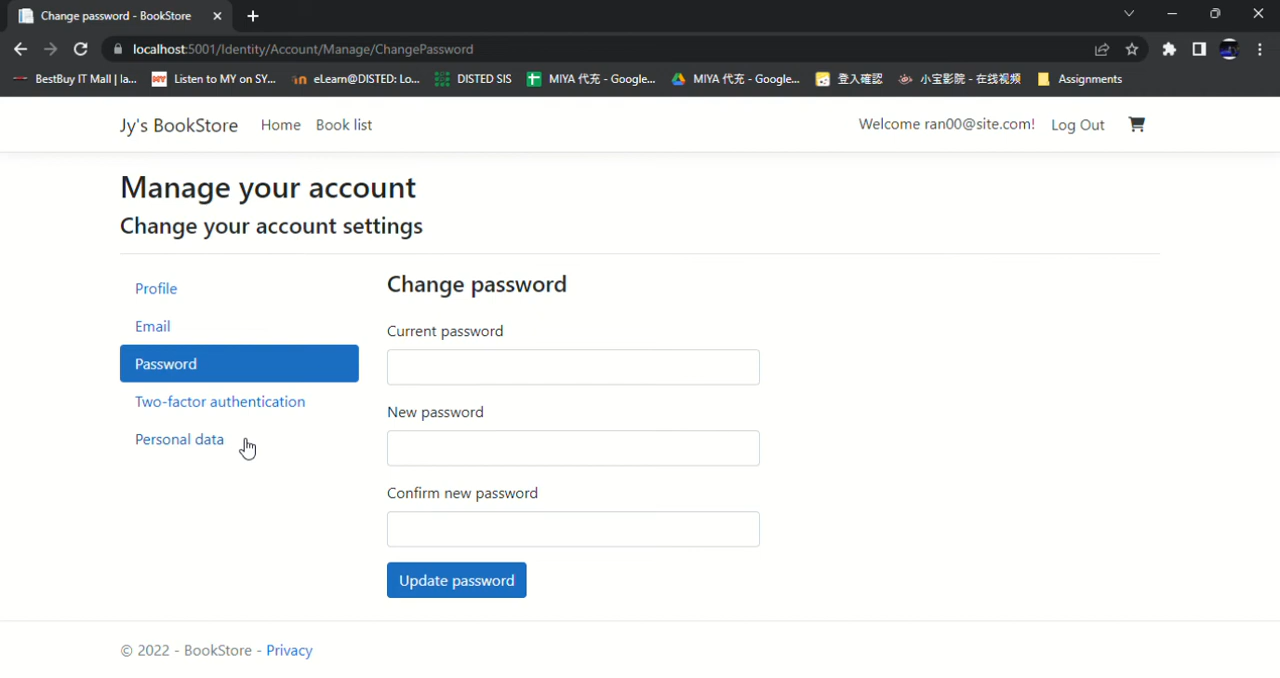 Change password - BookStore
localhost:5001/Identity/Account/Manage/ChangePassword
BestBuy IT Mall | la...
Listen to MY on SY...
eLearn@DISTED: Lo...
DISTED SIS
MIYA 代充 - Google...
MIYA 代充 - Google...
登入確認
小宝影院 - 在线视频
Assignments
Jy's BookStore
Home
Book list
Welcome ran00@site.com!
Log Out
Manage your account
Change your account settings
Profile
Email
Password
Two-factor authentication
Personal data
Change password
Current password
New password
Confirm new password
Update password
© 2022 - BookStore - Privacy